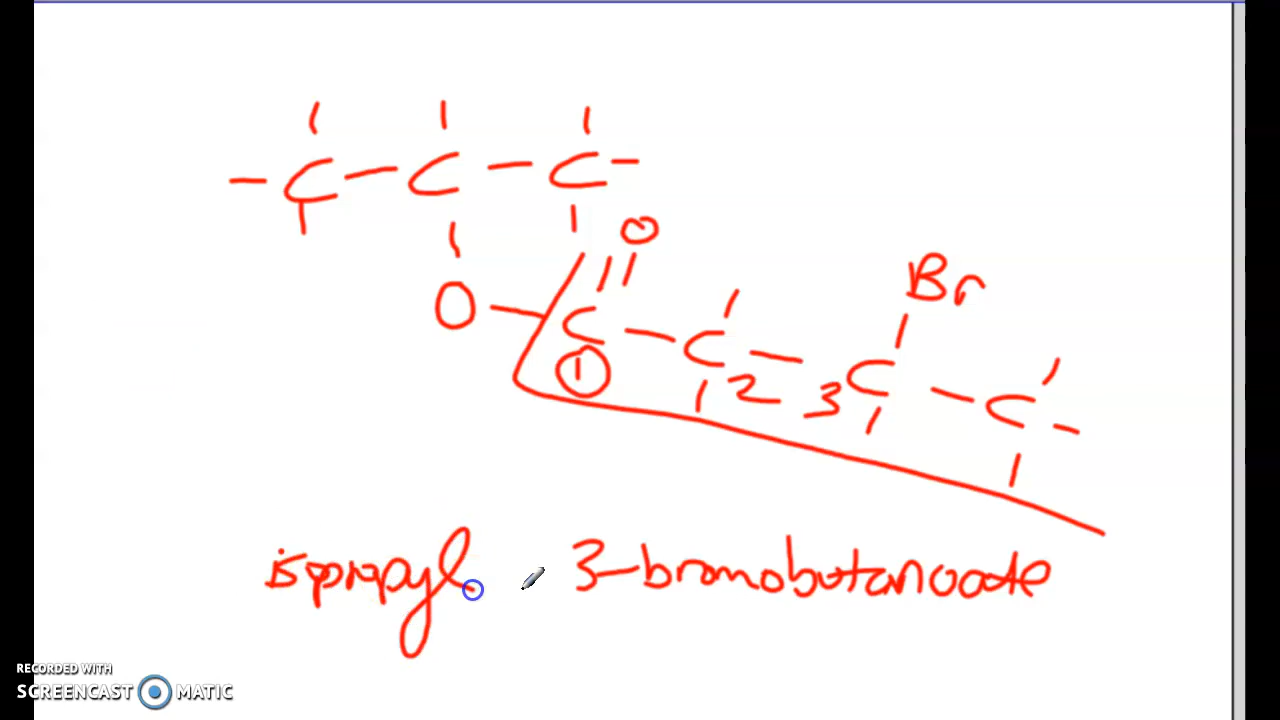 C C C
O
Br
O C C C C
1 2 3
isopropyl 3-bromobutanoate
RECORDED WITH
SCREENCAST MATIC